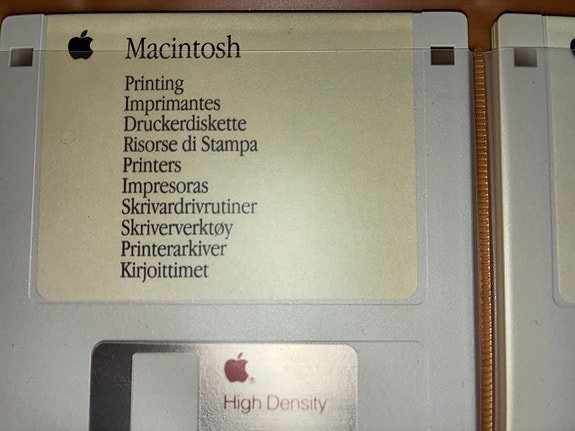 Macintosh
Printing
Imprimantes
Druckerdiskette
Risorse di Stampa
Printers
Impresoras
Skrivardrivrutiner
Skriververktøy
Printerarkiver
Kirjoittimet
High Density